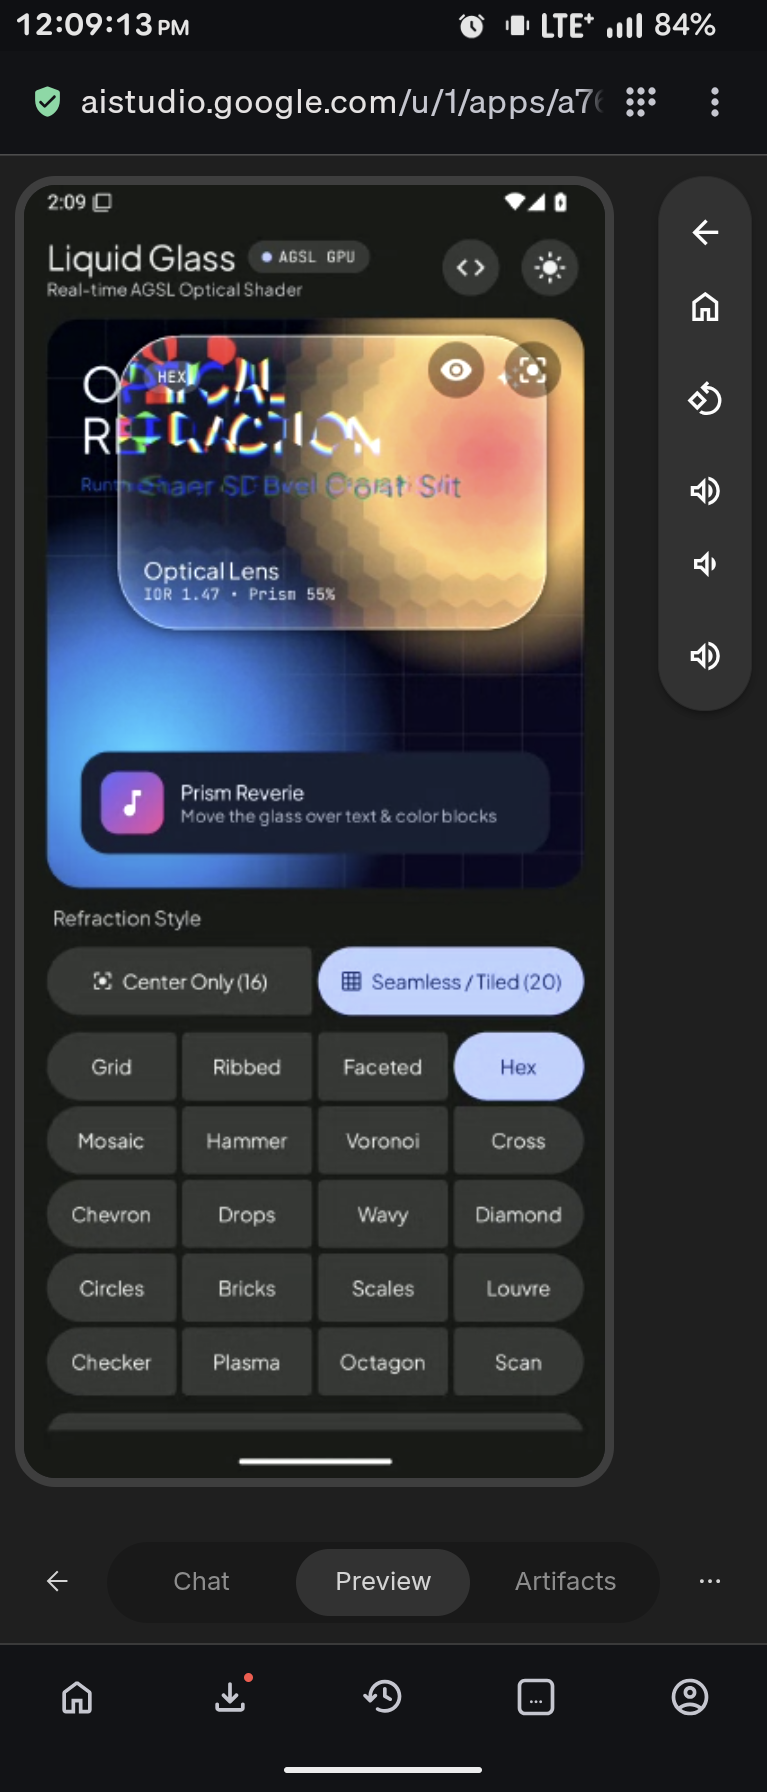 12:09:13 PM
LTE+ 84%
aistudio.google.com/u/1/apps/a76
2:09
Liquid Glass
AGSL GPU
Real-time AGSL Optical Shader
HEX
Optical Lens
IOR 1.47 • Prism 55%
Prism Reverie
Move the glass over text & color blocks
Refraction Style
Center Only (16)
Seamless / Tiled (20)
Grid Ribbed Faceted Hex
Mosaic Hammer Voronoi Cross
Chevron Drops Wavy Diamond
Circles Bricks Scales Louvre
Checker Plasma Octagon Scan
Chat Preview Artifacts